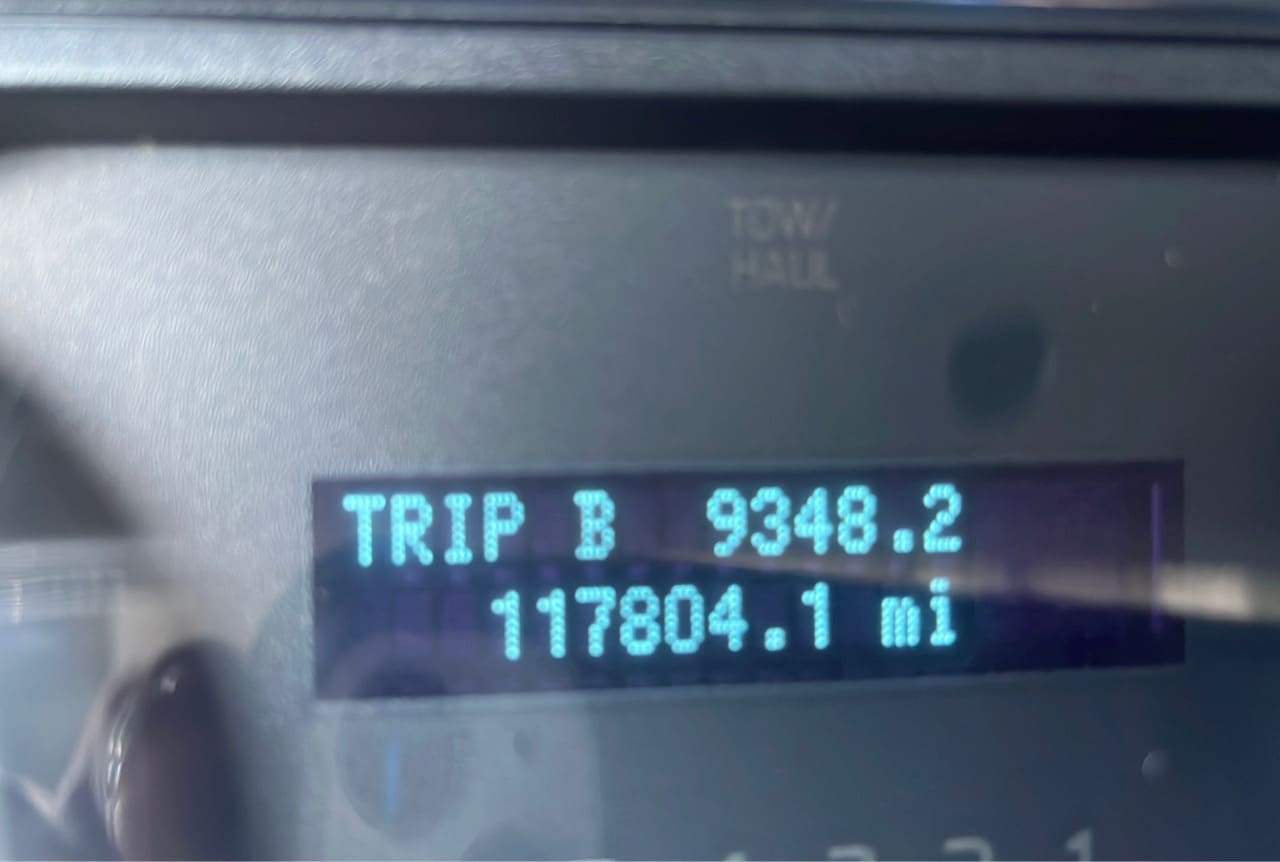 TOW/
HAUL
TRIP B 9348.2
117804.1 mi